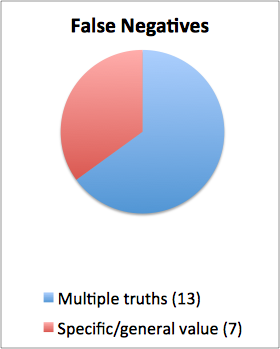 False Negatives
Multiple truths (13)
Specific/general value (7)